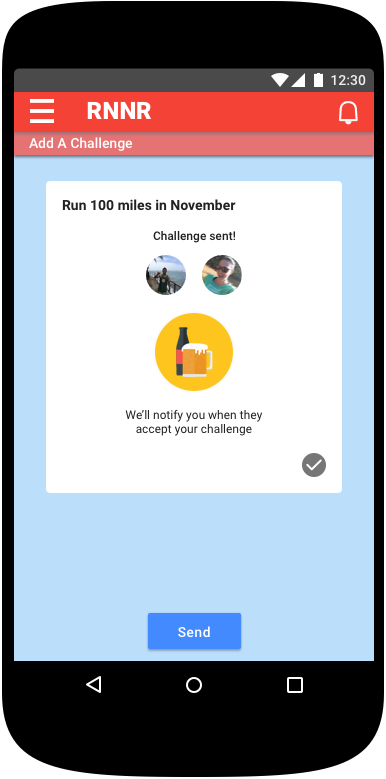 12:30
RNNR
Add A Challenge
Run 100 miles in November
Challenge sent!
We’ll notify you when they
accept your challenge
Send